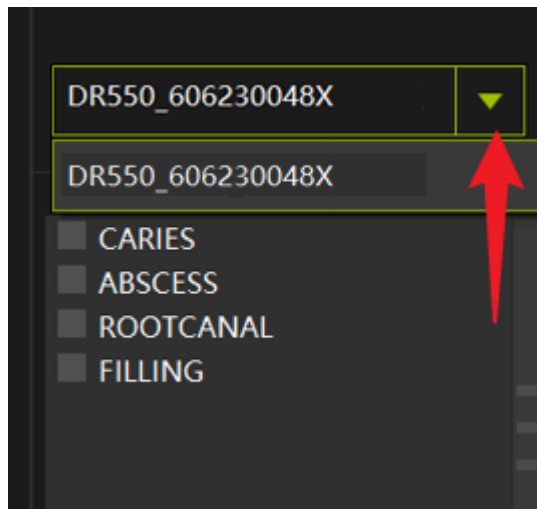 DR550_606230048X
DR550_606230048X
CARIES
ABSCESS
ROOTCANAL
FILLING